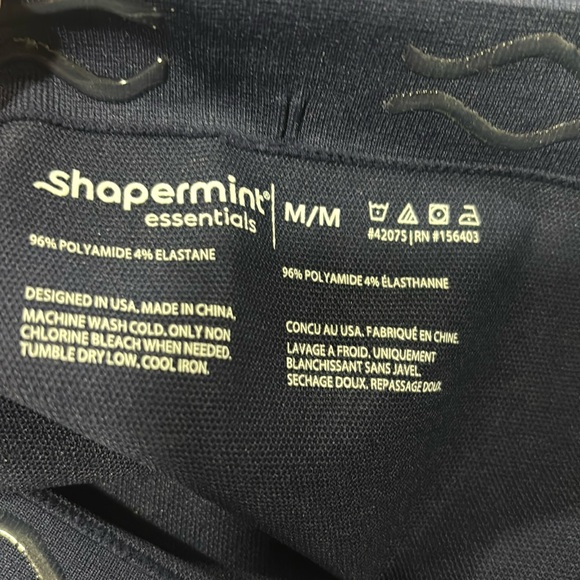 Shapermint®
essentials
M/M
#42075 | RN #156403
96% POLYAMIDE 4% ELASTANE
96% POLYAMIDE 4% ÉLASTHANNE
DESIGNED IN USA. MADE IN CHINA.
MACHINE WASH COLD. ONLY NON
CHLORINE BLEACH WHEN NEEDED.
TUMBLE DRY LOW, COOL IRON.
CONCU AU USA. FABRIQUÉ EN CHINE.
LAVAGE A FROID, UNIQUEMENT
BLANCHISSANT SANS JAVEL.
SECHAGE DOUX. REPASSAGE DOUX.